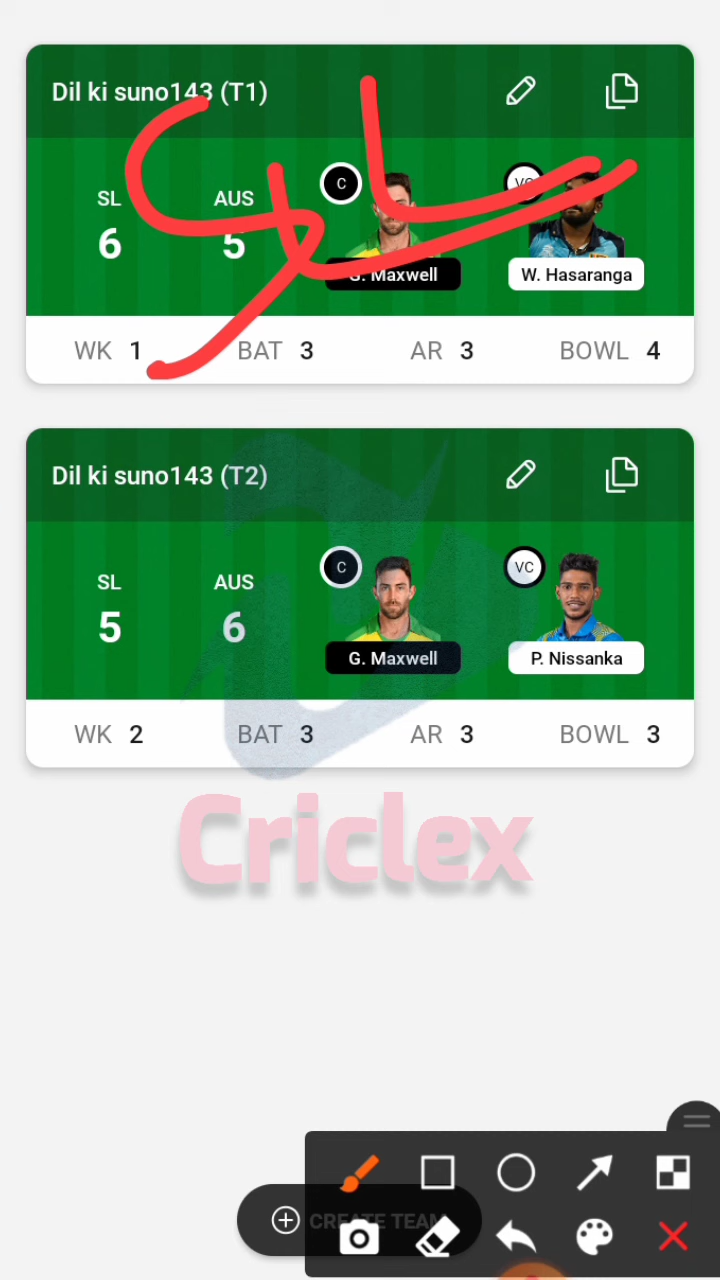 Dil ki suno143 (T1)
SL AUS C VC
6 5
G. Maxwell W. Hasaranga
WK 1 BAT 3 AR 3 BOWL 4
Dil ki suno143 (T2)
SL AUS C VC
5 6
G. Maxwell P. Nissanka
WK 2 BAT 3 AR 3 BOWL 3
Criclex
CREATE TEAM